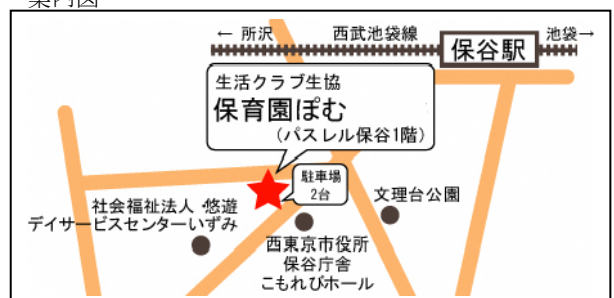 案内図
← 所沢 西武池袋線 池袋→
保谷駅
生活クラブ生協
保育園ぽむ
(パスレル保谷1階)
駐車場
2台
文理台公園
社会福祉法人 悠遊
デイサービスセンターいずみ
西東京市役所
保谷庁舎
こもれびホール